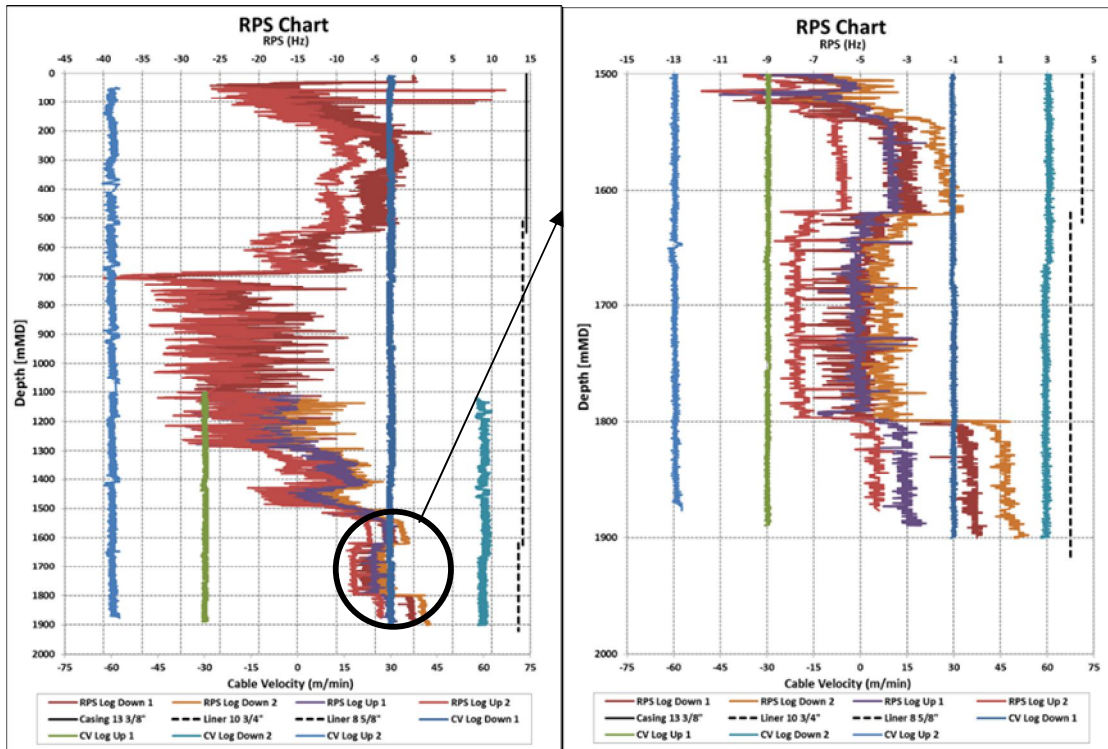 RPS Chart
RPS (Hz)
-45 -40 -35 -30 -25 -20 -15 -10 -5 0 5 10 15
Depth [mMD]
0
100
200
300
400
500
600
700
800
900
1000
1100
1200
1300
1400
1500
1600
1700
1800
1900
2000
-75 -60 -45 -30 -15 0 15 30 45 60 75
Cable Velocity (m/min)
RPS Log Down 1 RPS Log Down 2 RPS Log Up 1 RPS Log Up 2
Casing 13 3/8" Liner 10 3/4" Liner 8 5/8" CV Log Down 1
CV Log Up 1 CV Log Down 2 CV Log Up 2
RPS Chart
RPS (Hz)
-15 -13 -11 -9 -7 -5 -3 -1 1 3 5
Depth [mMD]
1500
1600
1700
1800
1900
2000
-75 -60 -45 -30 -15 0 15 30 45 60 75
Cable Velocity (m/min)
RPS Log Down 1 RPS Log Down 2 RPS Log Up 1 RPS Log Up 2
Casing 13 3/8" Liner 10 3/4" Liner 8 5/8" CV Log Down 1
CV Log Up 1 CV Log Down 2 CV Log Up 2